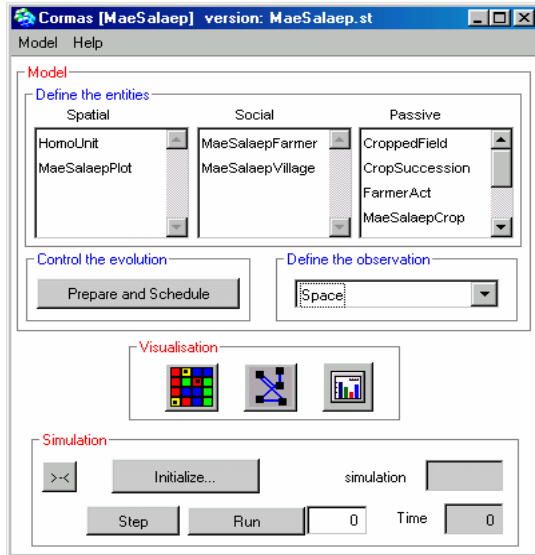 Cormas [MaeSalaep] version: MaeSalaep.st
Model Help
Model
Define the entities
Spatial Social Passive
HomoUnit MaeSalaepFarmer CroppedField
MaeSalaepPlot MaeSalaepVillage CropSuccession
FarmerAct
MaeSalaepCrop
Control the evolution Define the observation
Prepare and Schedule Space
Visualisation
Simulation
>-< Initialize... simulation
Step Run 0 Time 0